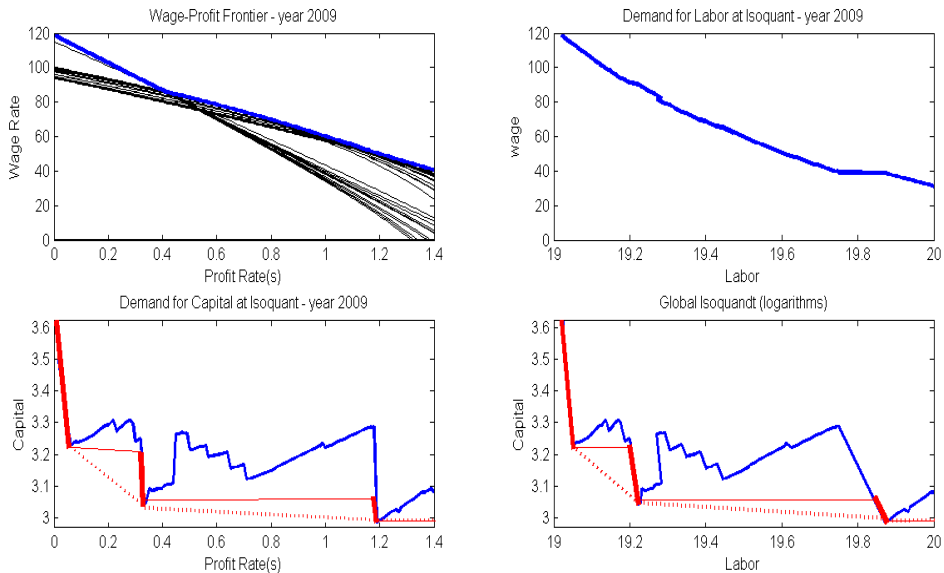 Wage-Profit Frontier - year 2009
Wage Rate
120
100
80
60
40
20
0
0 0.2 0.4 0.6 0.8 1 1.2 1.4
Profit Rate(s)
Demand for Labor at Isoquant - year 2009
wage
120
100
80
60
40
20
0
19 19.2 19.4 19.6 19.8 20
Labor
Demand for Capital at Isoquant - year 2009
Capital
3.6
3.5
3.4
3.3
3.2
3.1
3
0 0.2 0.4 0.6 0.8 1 1.2 1.4
Profit Rate(s)
Global Isoquandt (logarithms)
Capital
3.6
3.5
3.4
3.3
3.2
3.1
3
19 19.2 19.4 19.6 19.8 20
Labor